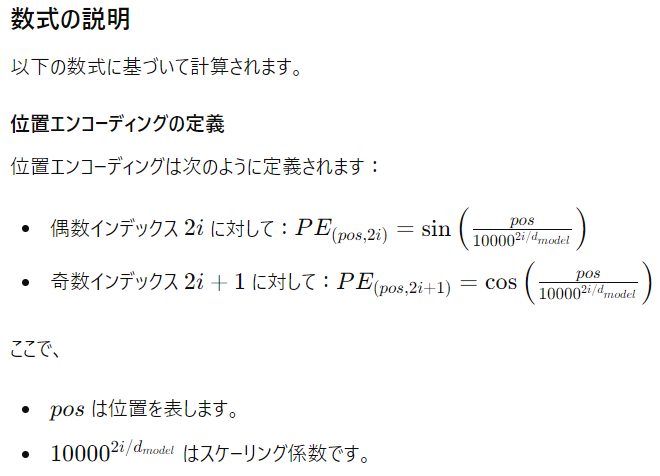 数式の説明
以下の数式に基づいて計算されます。
位置エンコーディングの定義
位置エンコーディングは次のように定義されます：
• 偶数インデックス 2i に対して：PE_{(pos,2i)} = sin(\frac{pos}{10000^{2i/d_{model}}})
• 奇数インデックス 2i + 1 に対して：PE_{(pos,2i+1)} = cos(\frac{pos}{10000^{2i/d_{model}}})
ここで、
• pos は位置を表します。
• 10000^{2i/d_{model}} はスケーリング係数です。